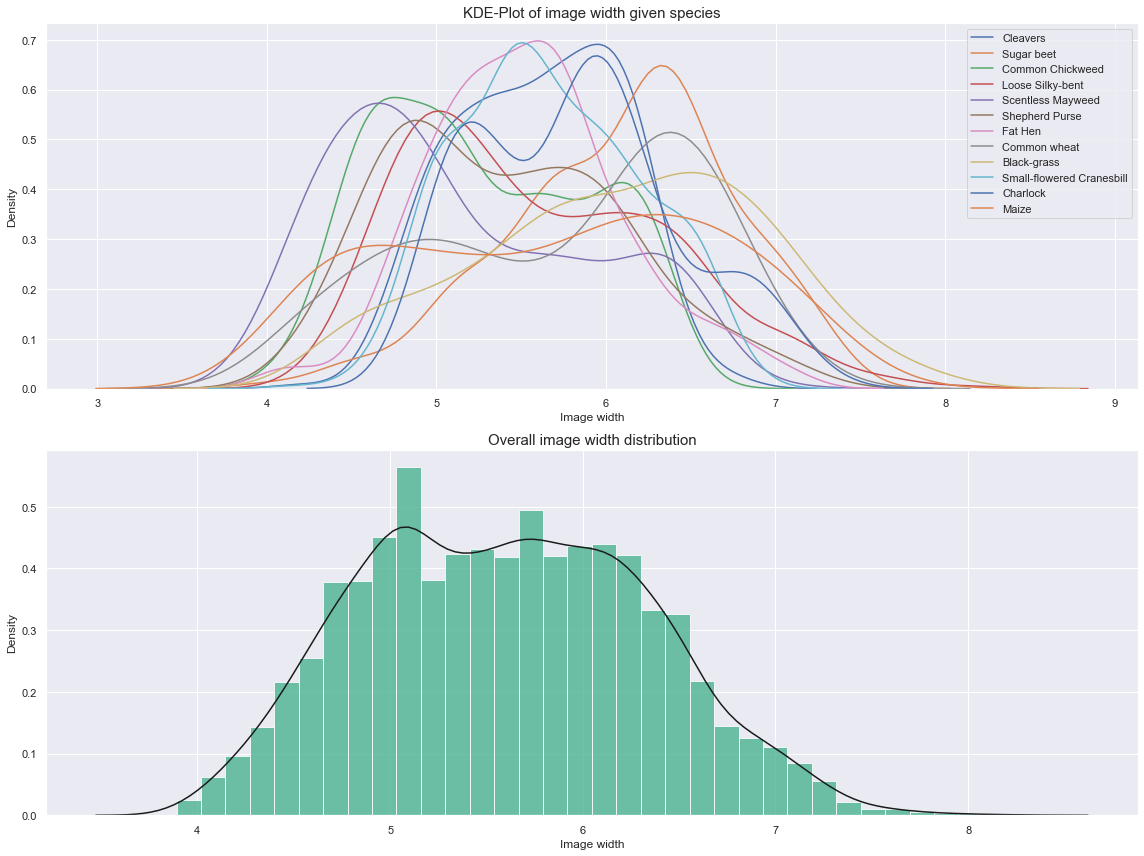 KDE-Plot of image width given species
0.7
0.6
0.5
0.4
0.3
0.2
0.1
0.0
Density
3 4 5 6 7 8 9
Image width
Cleavers
Sugar beet
Common Chickweed
Loose Silky-bent
Scentless Mayweed
Shepherd Purse
Fat Hen
Common wheat
Black-grass
Small-flowered Cranesbill
Charlock
Maize
Overall image width distribution
0.5
0.4
0.3
0.2
0.1
0.0
Density
4 5 6 7 8
Image width